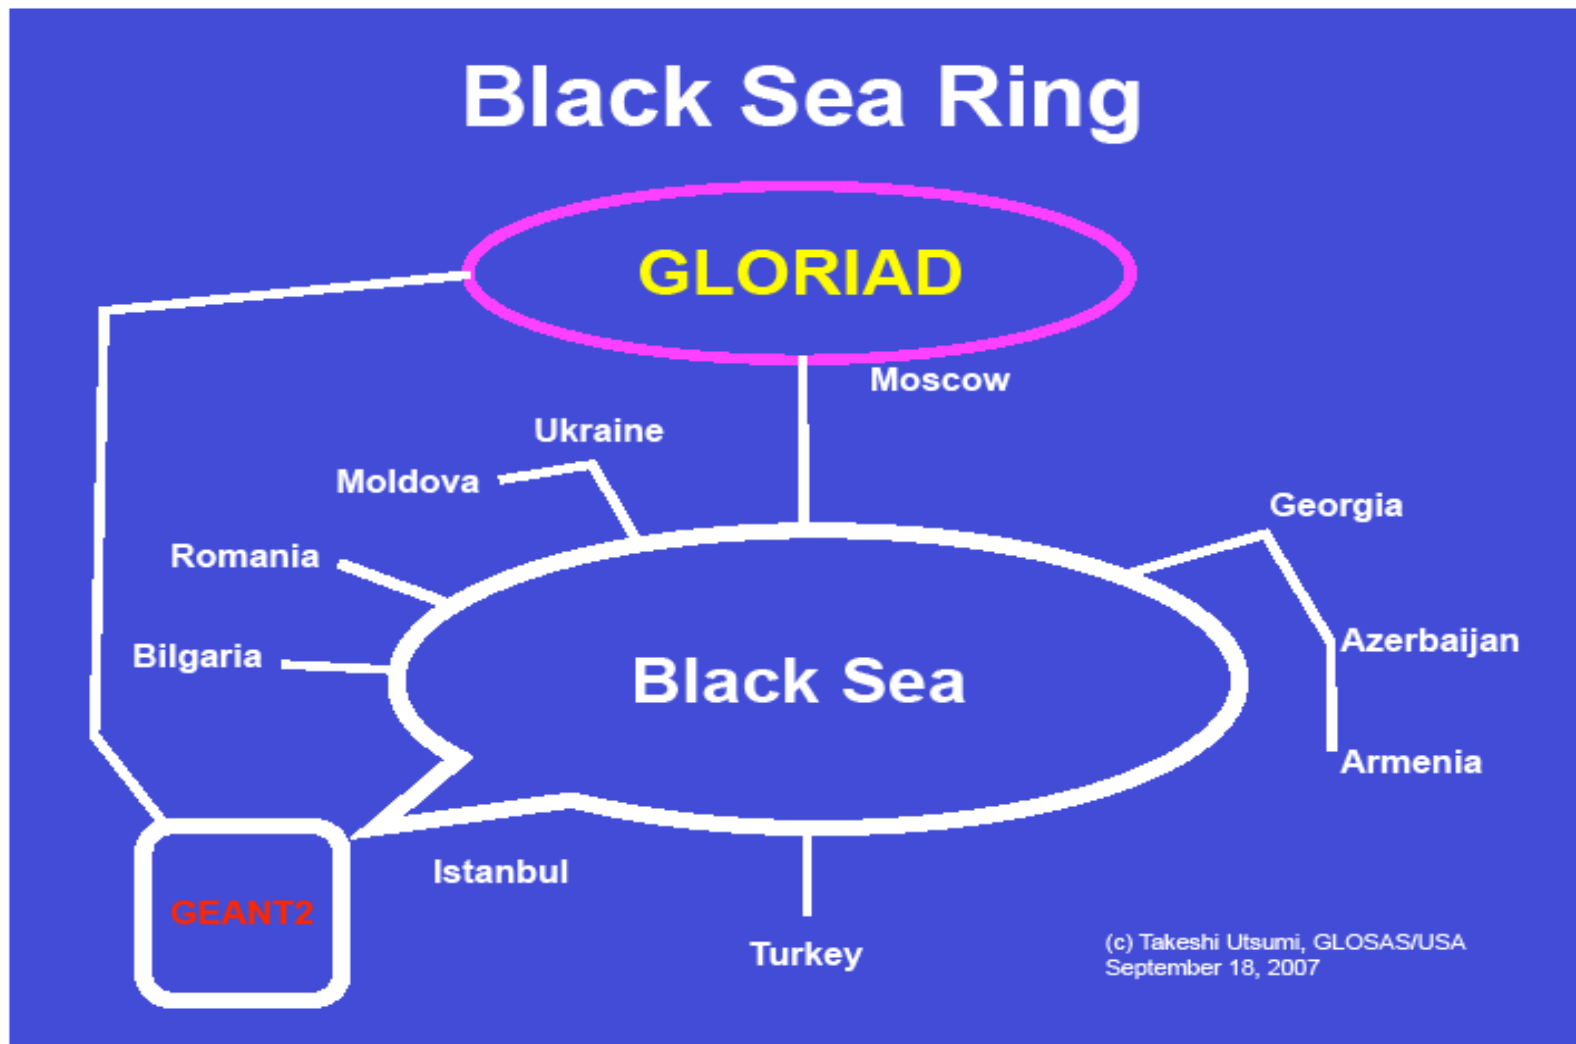 Black Sea Ring
GLORIAD
Moscow
Ukraine
Moldova
Georgia
Romania
Azerbaijan
Bilgaria
Black Sea
Armenia
Istanbul
GEANT2
Turkey
(c) Takeshi Utsumi, GLOSAS/USA
September 18, 2007